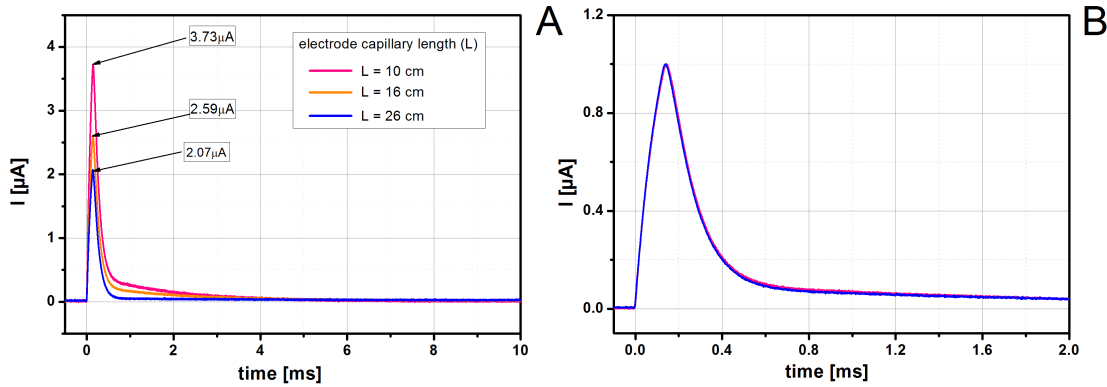 A
3.73μA
electrode capillary length (L)
L = 10 cm
L = 16 cm
L = 26 cm
2.59μA
2.07μA
I [μA]
4
3
2
1
0
0
2
4
6
8
10
time [ms]
B
I [μA]
1.2
0.8
0.4
0.0
0.0
0.4
0.8
1.2
1.6
2.0
time [ms]